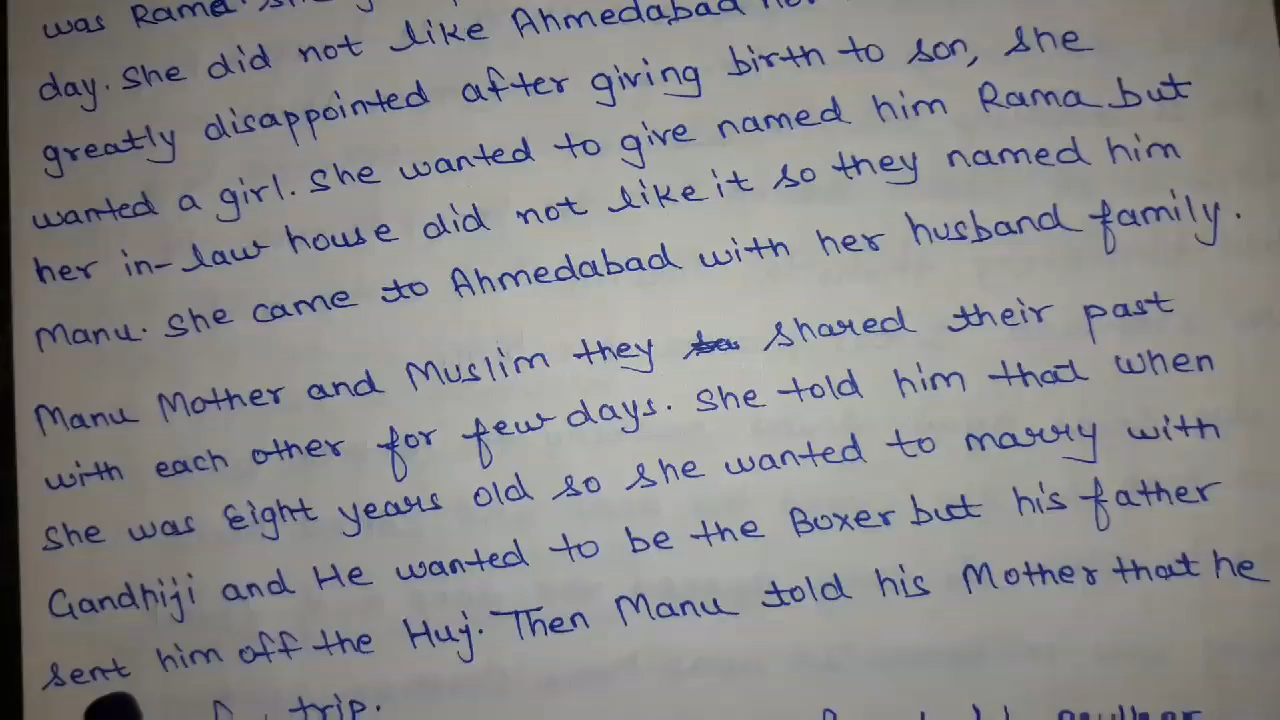 was Rama.
day. She did not like Ahmedabad
greatly disappointed after giving birth to son, she
wanted a girl. She wanted to give named him Rama but
her in-law house did not like it so they named him
Manu. She came to Ahmedabad with her husband family.
Manu Mother and Muslim they shared their past
with each other for few days. She told him that when
she was Eight years old so she wanted to marry with
Gandhiji and He wanted to be the Boxer but his father
sent him off the Huj. Then Manu told his Mother that he
trip.